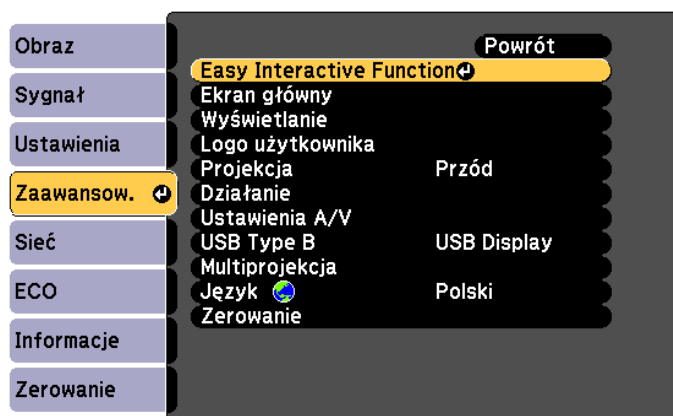 Obraz
Sygnał
Ustawienia
Zaawansow.
Sieć
ECO
Informacje
Zerowanie
Powrót
Easy Interactive Function
Ekran główny
Wyświetlanie
Logo użytkownika
Projekcja Przód
Działanie
Ustawienia A/V
USB Type B USB Display
Multiprojekcja
Język Polski
Zerowanie